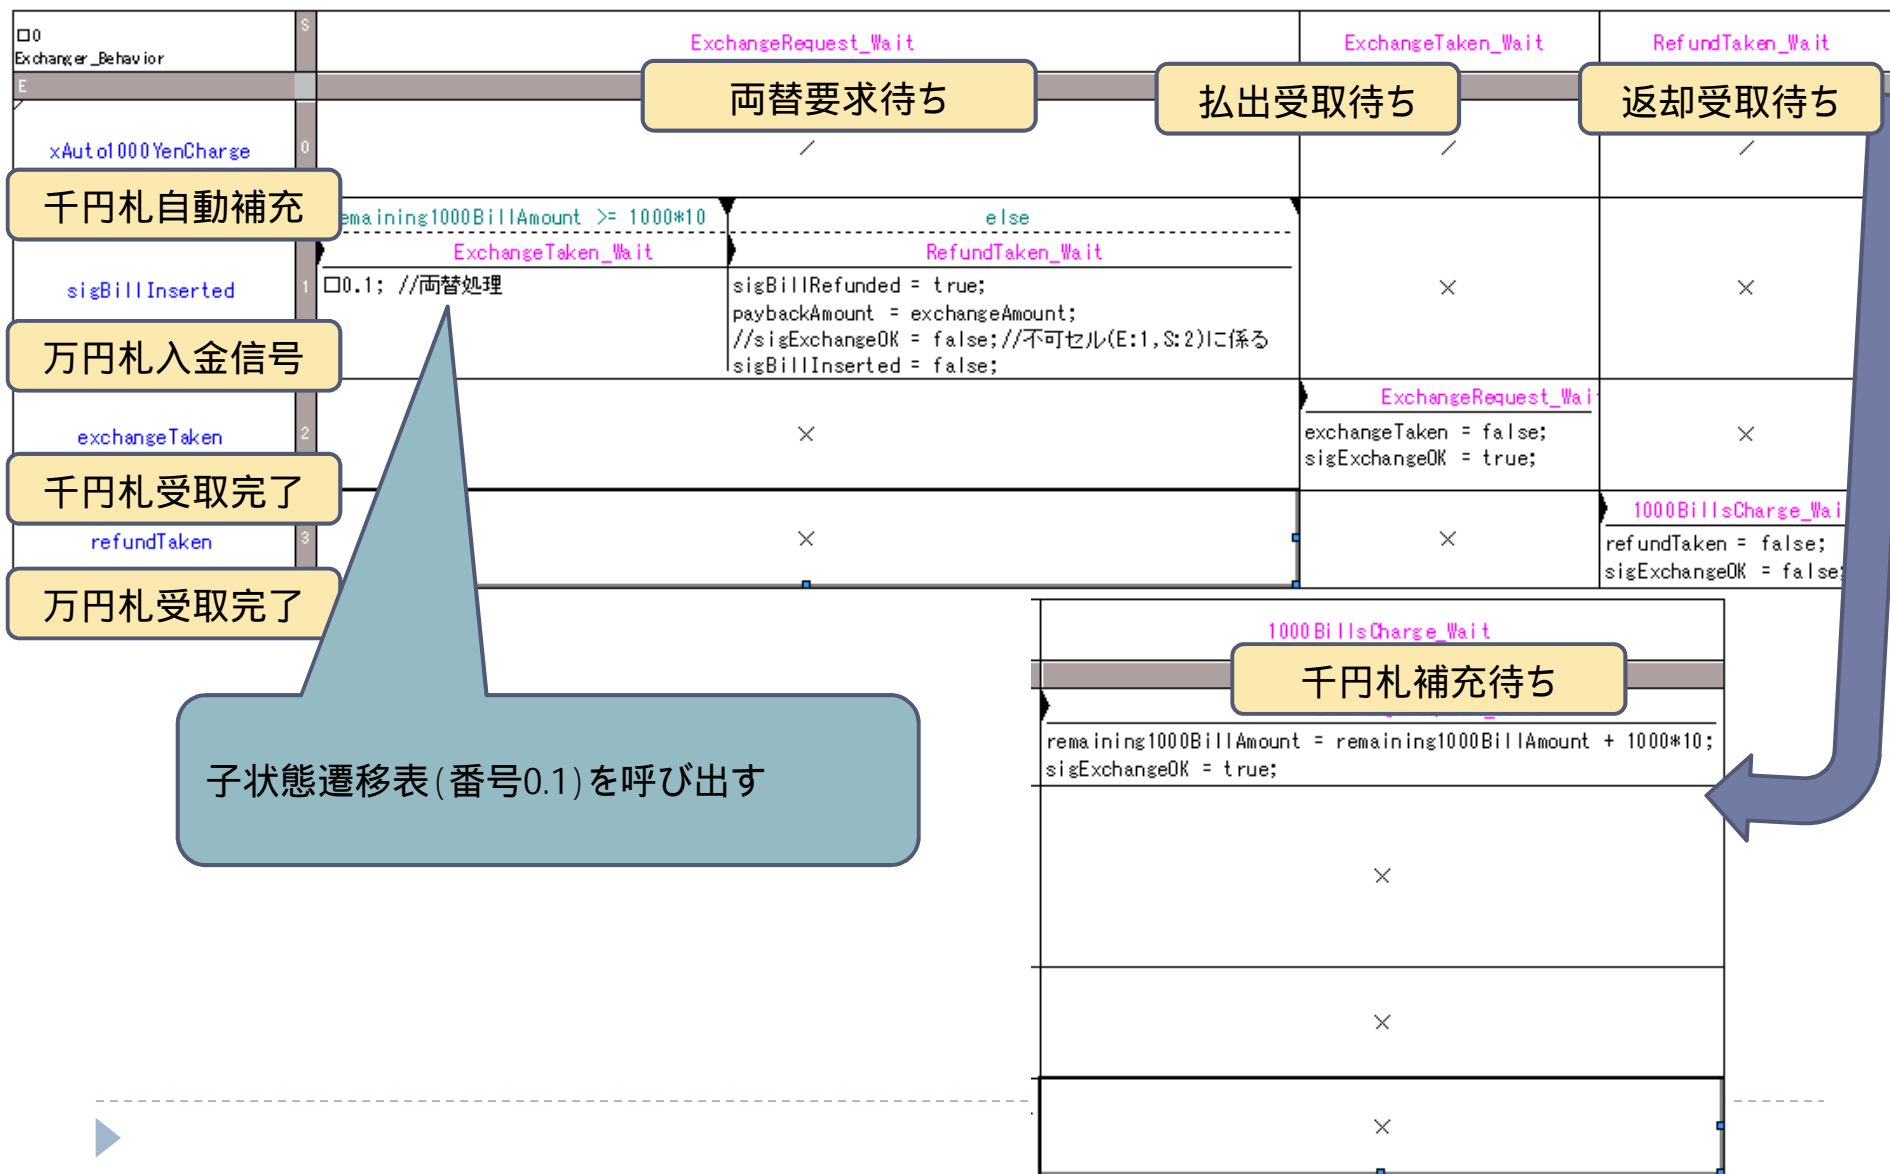 □0
Exchanger_Behavior
S
ExchangeRequest_Wait
ExchangeTaken_Wait
RefundTaken_Wait
E
両替要求待ち
払出受取待ち
返却受取待ち
xAuto1000YenCharge
0
／
／
／
千円札自動補充
emaining1000BillAmount >= 1000*10
else
ExchangeTaken_Wait
RefundTaken_Wait
sigBillInserted
1
□0.1; //両替処理
sigBillRefunded = true;
paybackAmount = exchangeAmount;
//sigExchangeOK = false;//不可セル(E:1,S:2)に係る
sigBillInserted = false;
×
×
万円札入金信号
exchangeTaken
2
×
ExchangeRequest_Wai
exchangeTaken = false;
sigExchangeOK = true;
×
千円札受取完了
refundTaken
3
×
×
1000BillsCharge_Wai
refundTaken = false;
sigExchangeOK = false;
万円札受取完了
1000BillsCharge_Wait
千円札補充待ち
remaining1000BillAmount = remaining1000BillAmount + 1000*10;
sigExchangeOK = true;
子状態遷移表(番号0.1)を呼び出す
×
×
×